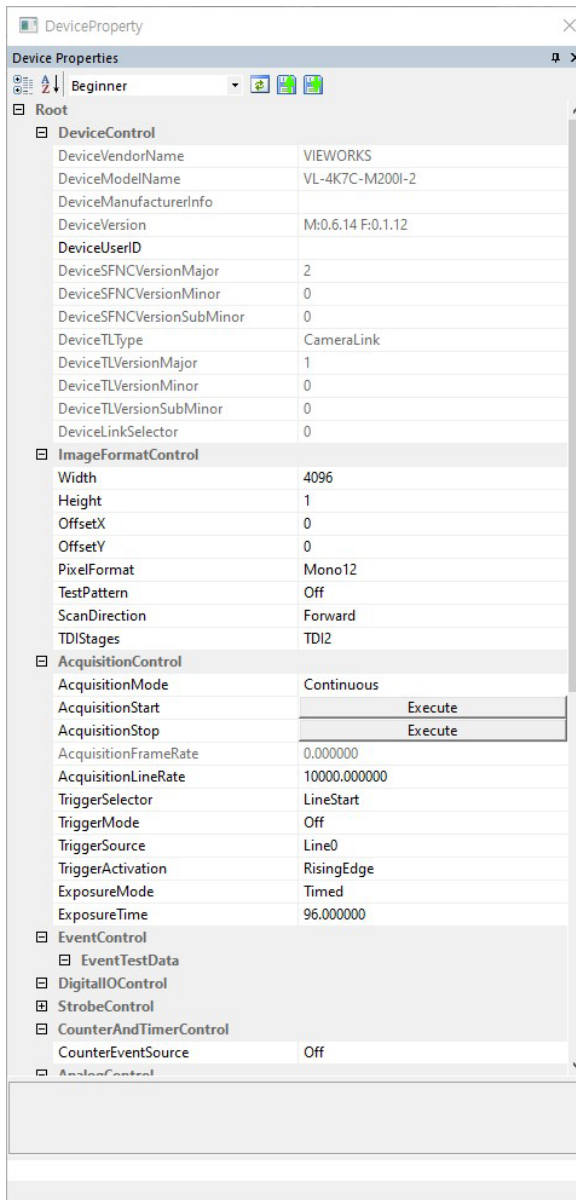 DeviceProperty
Device Properties
Beginner
Root
DeviceControl
DeviceVendorName VIEWORKS
DeviceModelName VL-4K7C-M200I-2
DeviceManufacturerInfo
DeviceVersion M:0.6.14 F:0.1.12
DeviceUserID
DeviceSFNCVersionMajor 2
DeviceSFNCVersionMinor 0
DeviceSFNCVersionSubMinor 0
DeviceTLType CameraLink
DeviceTLVersionMajor 1
DeviceTLVersionMinor 0
DeviceTLVersionSubMinor 0
DeviceLinkSelector 0
ImageFormatControl
Width 4096
Height 1
OffsetX 0
OffsetY 0
PixelFormat Mono12
TestPattern Off
ScanDirection Forward
TDIStages TDI2
AcquisitionControl
AcquisitionMode Continuous
AcquisitionStart Execute
AcquisitionStop Execute
AcquisitionFrameRate 0.000000
AcquisitionLineRate 10000.000000
TriggerSelector LineStart
TriggerMode Off
TriggerSource Line0
TriggerActivation RisingEdge
ExposureMode Timed
ExposureTime 96.000000
EventControl
EventTestData
DigitalIOControl
StrobeControl
CounterAndTimerControl
CounterEventSource Off
AnalogControl